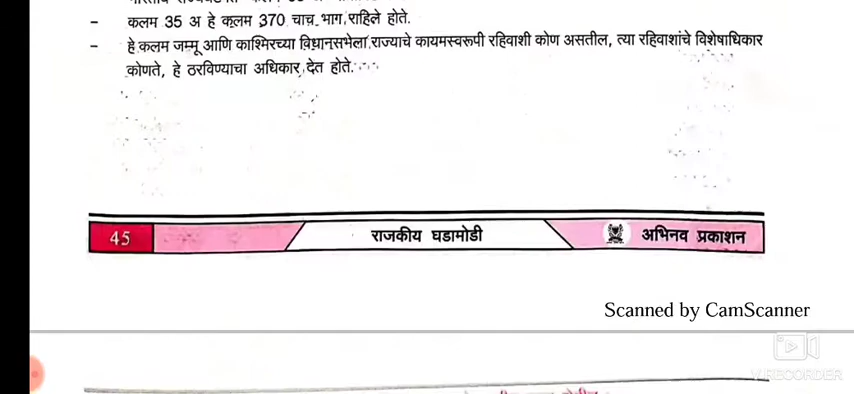 - कलम 35 अ हे कलम 370 चाच भाग राहिले होते.
- हे कलम जम्मू आणि काश्मिरच्या विधानसभेला राज्याचे कायमस्वरूपी रहिवाशी कोण असतील, त्या रहिवाशांचे विशेषाधिकार
कोणते, हे ठरविण्याचा अधिकार देत होते.
45 राजकीय घडामोडी अभिनव प्रकाशन
Scanned by CamScanner
V RECORDER